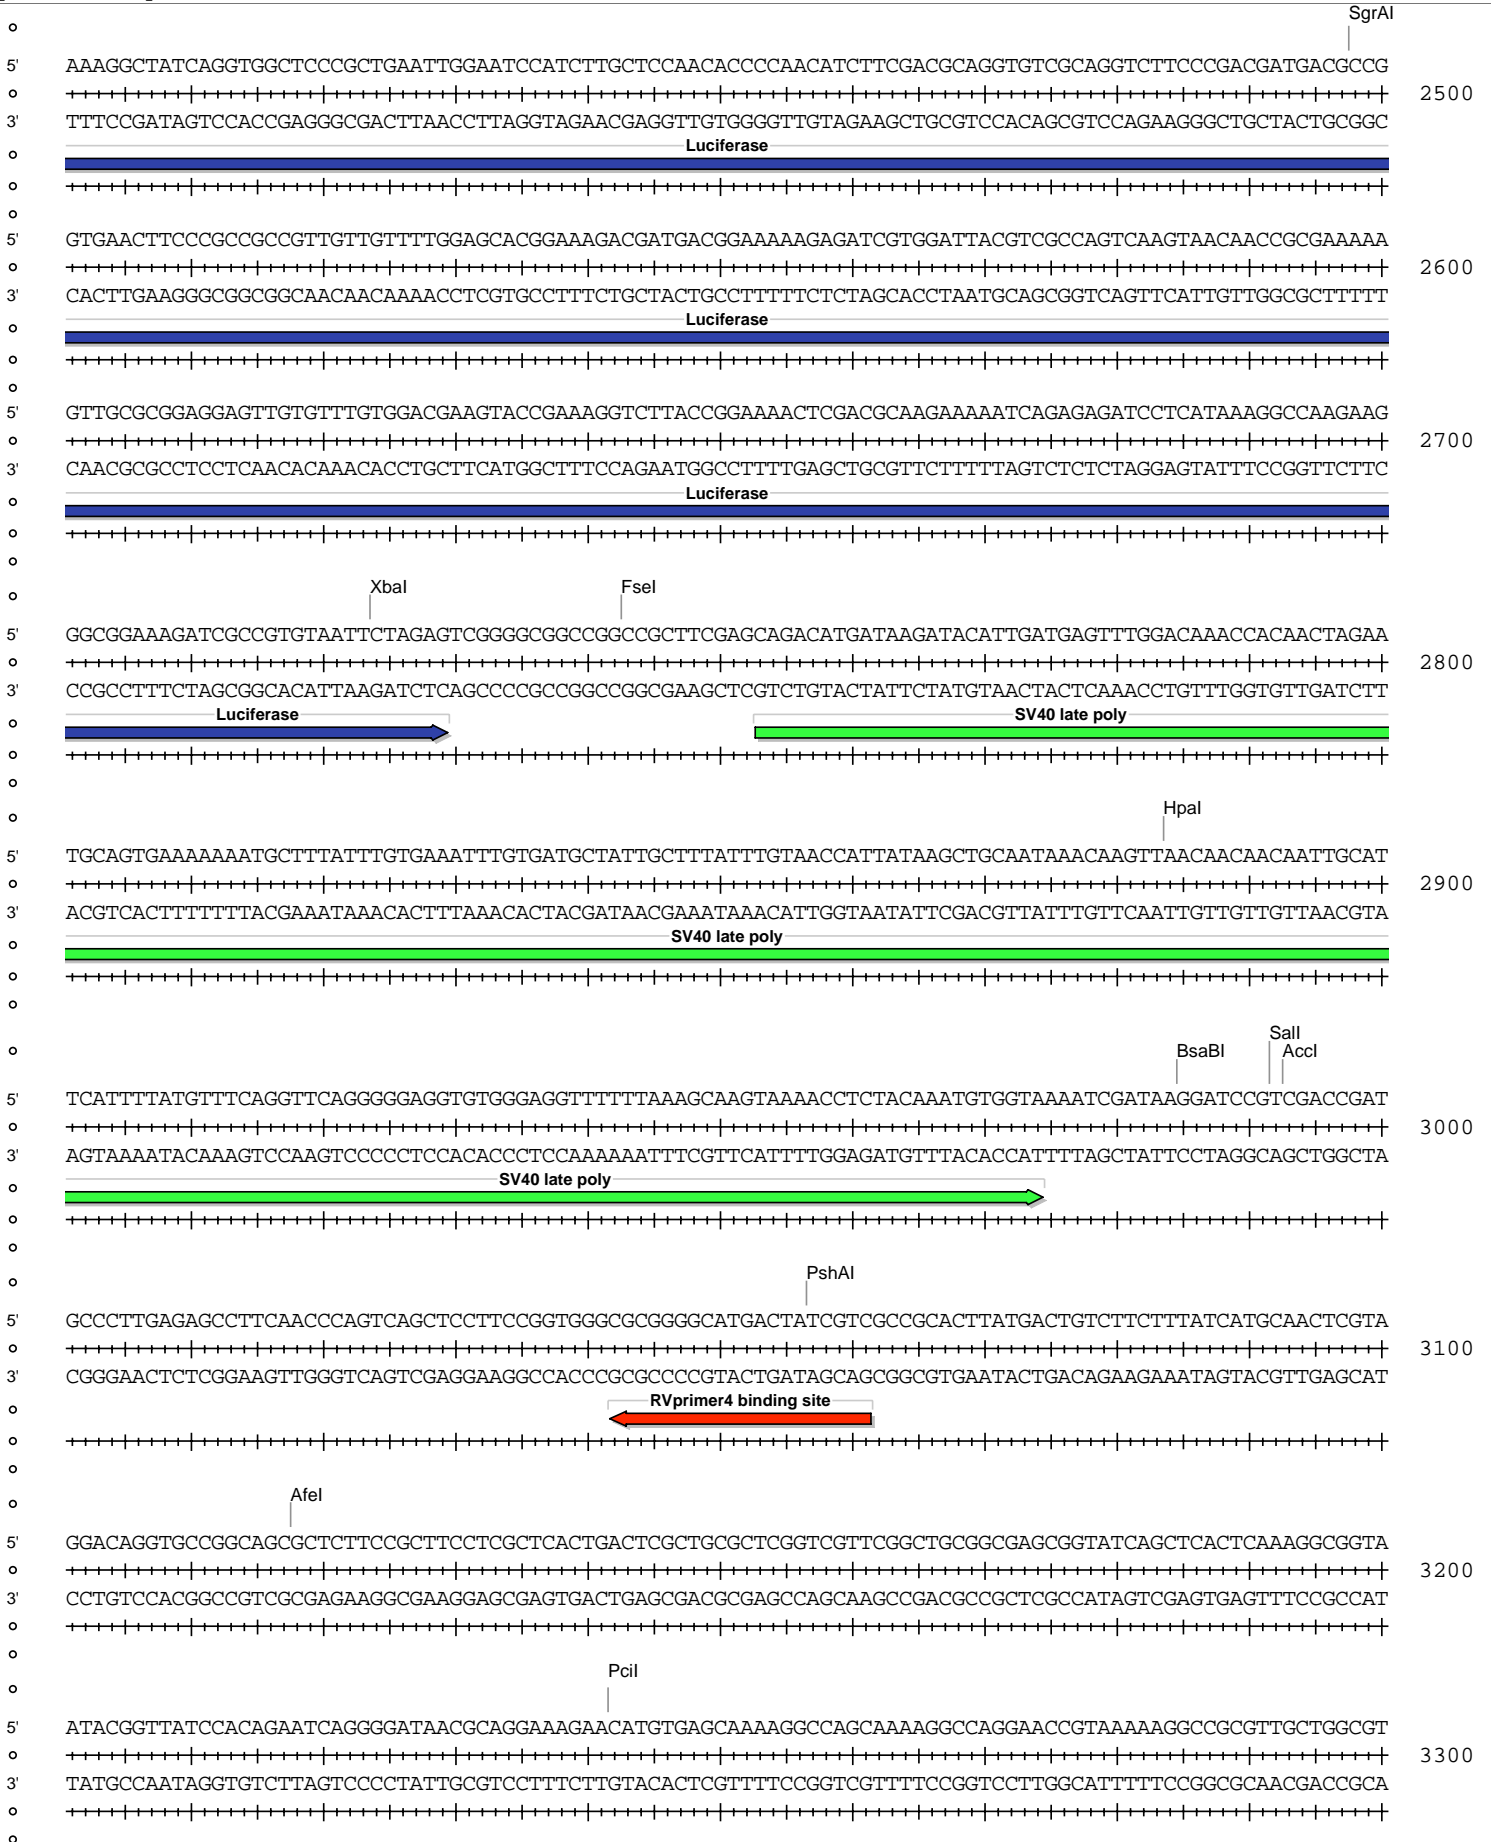 SgrAI
5' AAAGGCTATCAGGTGGCTCCCGCTGAATTGGAATCCATCTTGCTCCAACACCCCAACATCTTCGACGCAGGTGTCGCAGGTCTTCCCGACGATGACGCCG
2500
3' TTTCCGATAGTCCACCGAGGGCGACTTAACCTTAGGTAGAACGAGGTTGTGGGGTTGTAGAAGCTGCGTCCACAGCGTCCAGAAGGGCTGCTACTGCGGC
Luciferase
5' GTGAACTTCCCGCCGCCGTTGTTGTTTTGGAGCACGGAAAGACGATGACGGAAAAAGAGATCGTGGATTACGTCGCCAGTCAAGTAACAACCGCGAAAAA
2600
3' CACTTGAAGGGCGGCGGCAACAACAAAACCTCGTGCCTTTCTGCTACTGCCTTTTTCTCTAGCACCTAATGCAGCGGTCAGTTCATTGTTGGCGCTTTTT
Luciferase
5' GTTGCGCGGAGGAGTTGTGTTTGTGGACGAAGTACCGAAAGGTCTTACCGGAAAACTCGACGCAAGAAAAATCAGAGAGATCCTCATAAAGGCCAAGAAG
2700
3' CAACGCGCCTCCTCAACACAAACACCTGCTTCATGGCTTTCCAGAATGGCCTTTTGAGCTGCGTTCTTTTTAGTCTCTCTAGGAGTATTTCCGGTTCTTC
Luciferase
XbaI FseI
5' GGCGGAAAGATCGCCGTGTAATTCTAGAGTCGGGGCGGCCGGCCGCTTCGAGCAGACATGATAAGATACATTGATGAGTTTGGACAAACCACAACTAGAA
2800
3' CCGCCTTTCTAGCGGCACATTAAGATCTCAGCCCCGCCGGCCGGCGAAGCTCGTCTGTACTATTCTATGTAACTACTCAAACCTGTTTGGTGTTGATCTT
Luciferase SV40 late poly
HpaI
5' TGCAGTGAAAAAAATGCTTTATTTGTGAAATTTGTGATGCTATTGCTTTATTTGTAACCATTATAAGCTGCAATAAACAAGTTAACAACAACAATTGCAT
2900
3' ACGTCACTTTTTTTACGAAATAAACACTTTAAACACTACGATAACGAAATAAACATTGGTAATATTCGACGTTATTTGTTCAATTGTTGTTGTTAACGTA
SV40 late poly
SalI
BsaBI AccI
5' TCATTTTATGTTTCAGGTTCAGGGGGAGGTGTGGGAGGTTTTTTAAAGCAAGTAAAACCTCTACAAATGTGGTAAAATCGATAAGGATCCGTCGACCGAT
3000
3' AGTAAAATACAAAGTCCAAGTCCCCCTCCACACCCTCCAAAAAATTTCGTTCATTTTGGAGATGTTTACACCATTTTAGCTATTCCTAGGCAGCTGGCTA
SV40 late poly
PshAI
5' GCCCTTGAGAGCCTTCAACCCAGTCAGCTCCTTCCGGTGGGCGCGGGGCATGACTATCGTCGCCGCACTTATGACTGTCTTCTTTATCATGCAACTCGTA
3100
3' CGGGAACTCTCGGAAGTTGGGTCAGTCGAGGAAGGCCACCCGCGCCCCGTACTGATAGCAGCGGCGTGAATACTGACAGAAGAAATAGTACGTTGAGCAT
RVprimer4 binding site
AfeI
5' GGACAGGTGCCGGCAGCGCTCTTCCGCTTCCTCGCTCACTGACTCGCTGCGCTCGGTCGTTCGGCTGCGGCGAGCGGTATCAGCTCACTCAAAGGCGGTA
3200
3' CCTGTCCACGGCCGTCGCGAGAAGGCGAAGGAGCGAGTGACTGAGCGACGCGAGCCAGCAAGCCGACGCCGCTCGCCATAGTCGAGTGAGTTTCCGCCAT
PciI
5' ATACGGTTATCCACAGAATCAGGGGATAACGCAGGAAAGAACATGTGAGCAAAAGGCCAGCAAAAGGCCAGGAACCGTAAAAAGGCCGCGTTGCTGGCGT
3300
3' TATGCCAATAGGTGTCTTAGTCCCCTATTGCGTCCTTTCTTGTACACTCGTTTTCCGGTCGTTTTCCGGTCCTTGGCATTTTTCCGGCGCAACGACCGCA